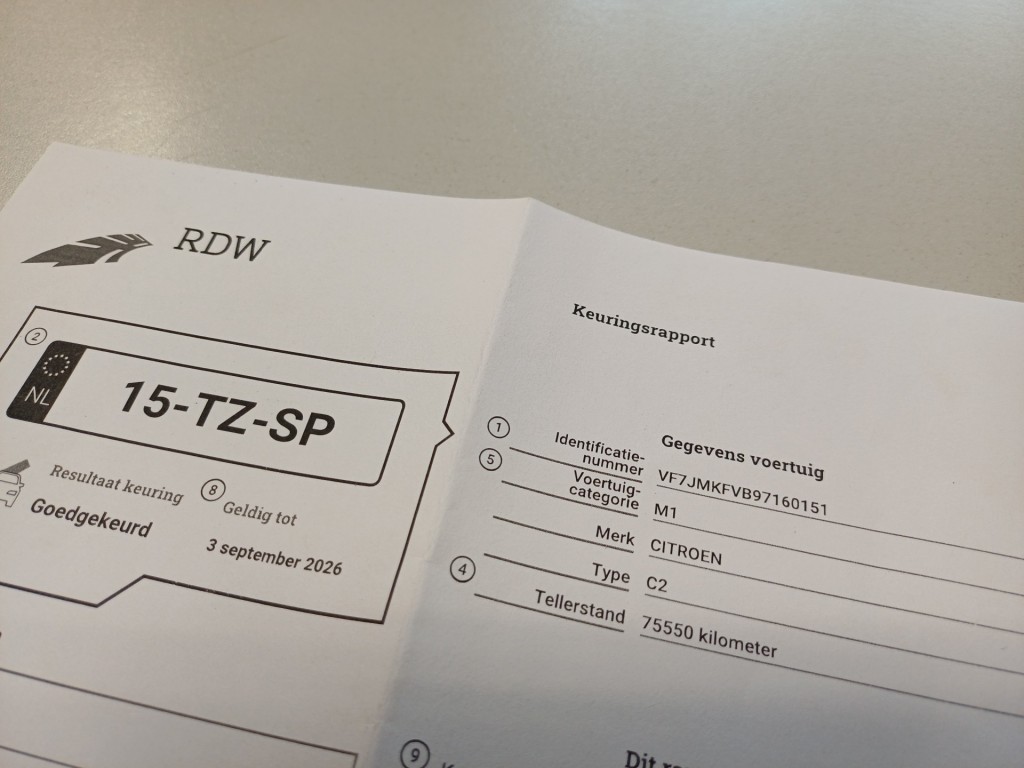 RDW
2
NL
15-TZ-SP
Resultaat keuring
Goedgekeurd
8
Geldig tot
3 september 2026
Keuringsrapport
Gegevens voertuig
1
Identificatie-
nummer
VF7JMKFVB97160151
5
Voertuig-
categorie
M1
Merk
CITROEN
Type
C2
4
Tellerstand
75550 kilometer
9
Dit